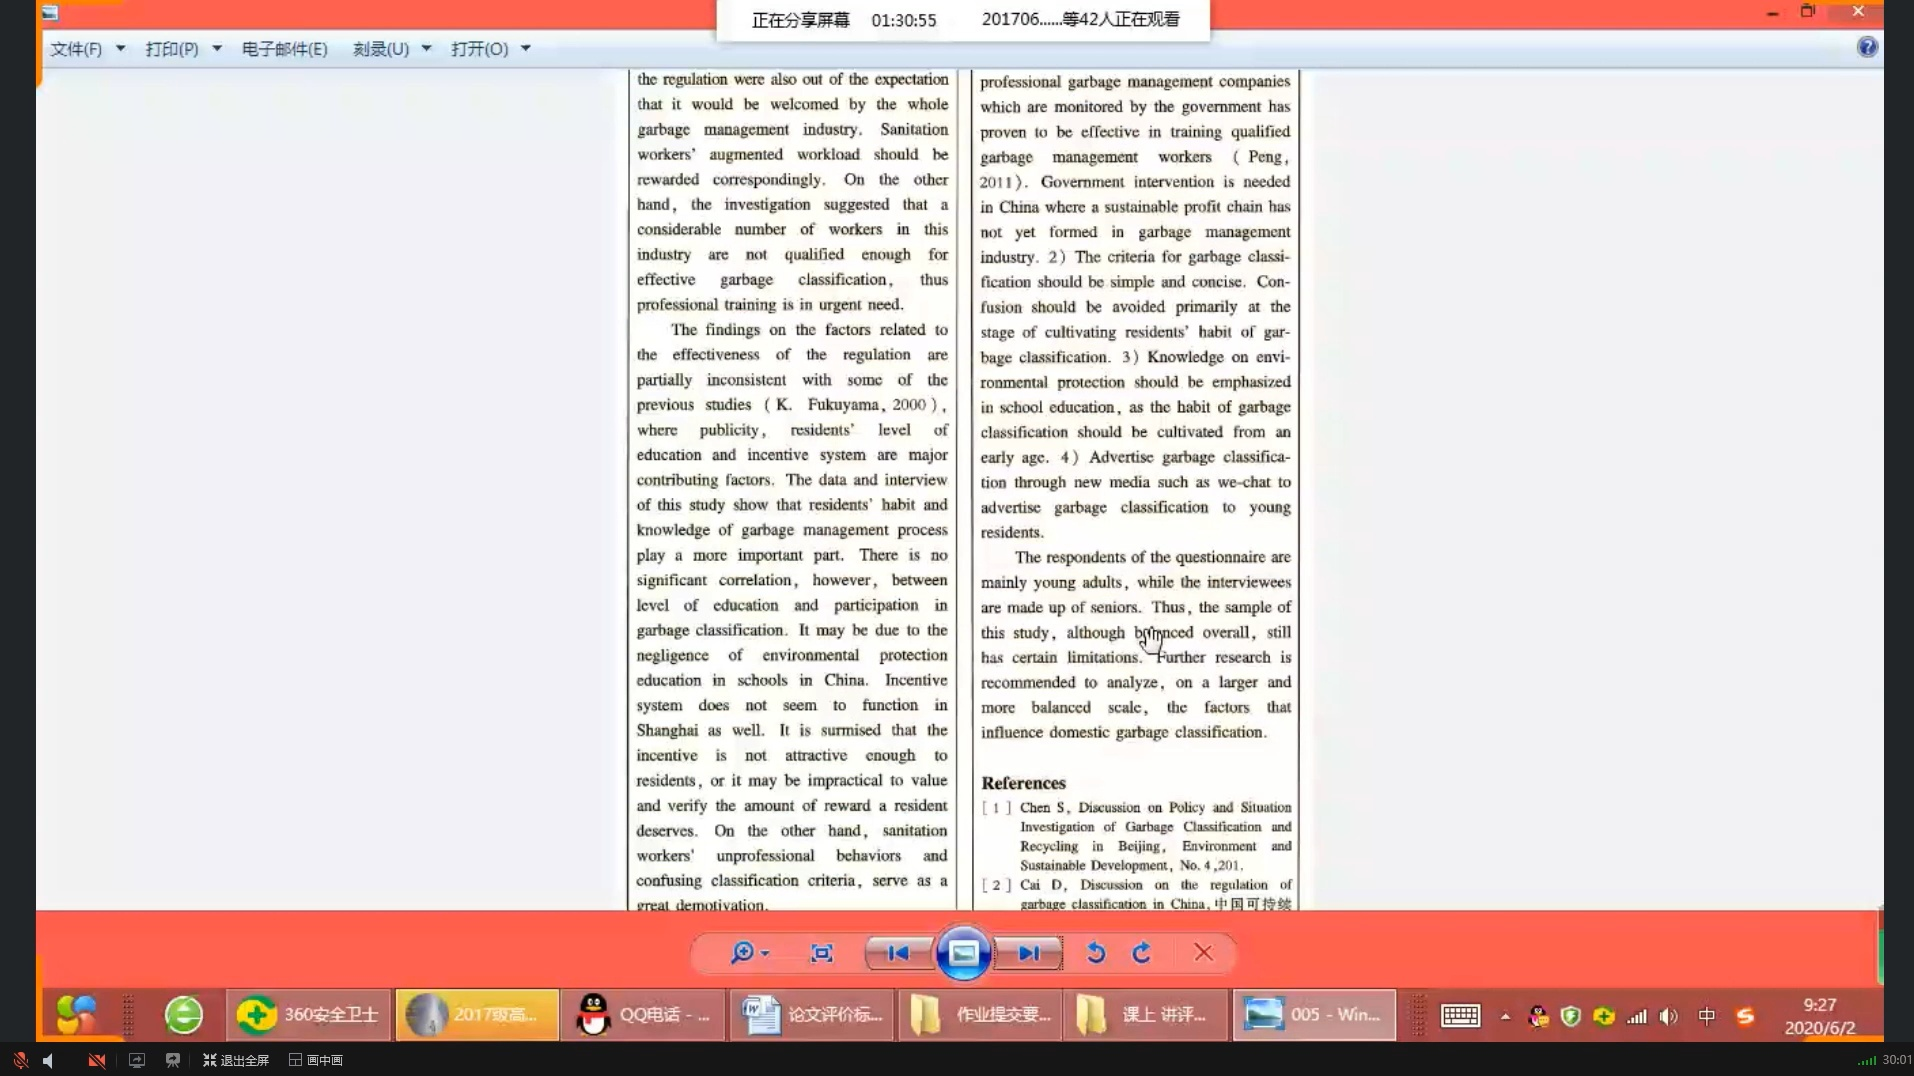 正在分享屏幕 01:30:55 201706......等42人正在观看
文件(F) 打印(P) 电子邮件(E) 刻录(U) 打开(O)
the regulation were also out of the expectation
that it would be welcomed by the whole
garbage management industry. Sanitation
workers' augmented workload should be
rewarded correspondingly. On the other
hand, the investigation suggested that a
considerable number of workers in this
industry are not qualified enough for
effective garbage classification, thus
professional training is in urgent need.
The findings on the factors related to
the effectiveness of the regulation are
partially inconsistent with some of the
previous studies (K. Fukuyama, 2000),
where publicity, residents' level of
education and incentive system are major
contributing factors. The data and interview
of this study show that residents' habit and
knowledge of garbage management process
play a more important part. There is no
significant correlation, however, between
level of education and participation in
garbage classification. It may be due to the
negligence of environmental protection
education in schools in China. Incentive
system does not seem to function in
Shanghai as well. It is surmised that the
incentive is not attractive enough to
residents, or it may be impractical to value
and verify the amount of reward a resident
deserves. On the other hand, sanitation
workers' unprofessional behaviors and
confusing classification criteria, serve as a
great demotivation.
professional garbage management companies
which are monitored by the government has
proven to be effective in training qualified
garbage management workers (Peng,
2011). Government intervention is needed
in China where a sustainable profit chain has
not yet formed in garbage management
industry. 2) The criteria for garbage classi-
fication should be simple and concise. Con-
fusion should be avoided primarily at the
stage of cultivating residents' habit of gar-
bage classification. 3) Knowledge on envi-
ronmental protection should be emphasized
in school education, as the habit of garbage
classification should be cultivated from an
early age. 4) Advertise garbage classifica-
tion through new media such as we-chat to
advertise garbage classification to young
residents.
The respondents of the questionnaire are
mainly young adults, while the interviewees
are made up of seniors. Thus, the sample of
this study, although balanced overall, still
has certain limitations. Further research is
recommended to analyze, on a larger and
more balanced scale, the factors that
influence domestic garbage classification.
References
[1] Chen S, Discussion on Policy and Situation
Investigation of Garbage Classification and
Recycling in Beijing, Environment and
Sustainable Development, No. 4,201.
[2] Cai D, Discussion on the regulation of
garbage classification in China,中国可持续
360安全卫士 2017级高... QQ电话 - ... 论文评价标... 作业提交要... 课上 讲评... 005 - Win... 中 9:27
2020/6/2
退出全屏 画中画 30:01